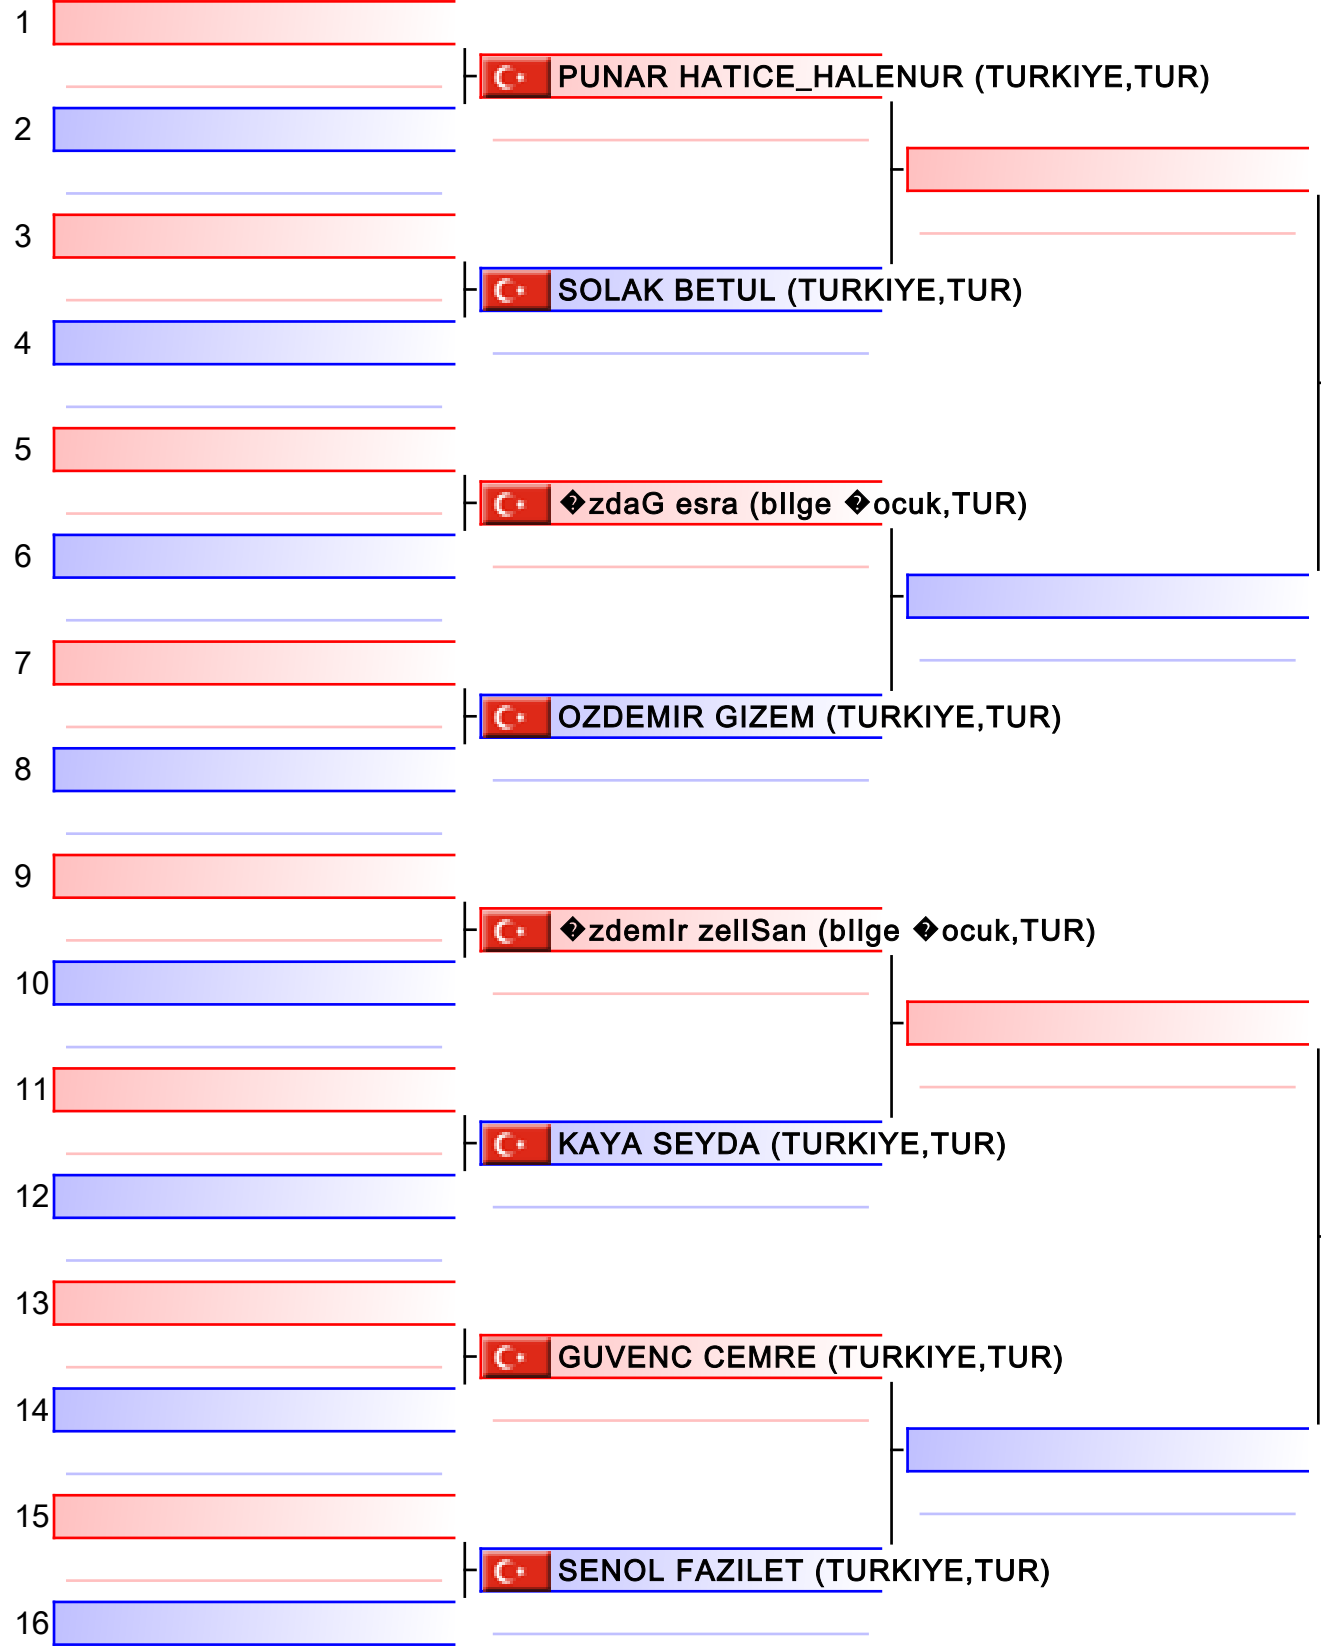 1
PUNAR HATICE_HALENUR (TURKIYE,TUR)
2
3
SOLAK BETUL (TURKIYE,TUR)
4
5
�zdaG esra (bIlge �ocuk,TUR)
6
7
OZDEMIR GIZEM (TURKIYE,TUR)
8
9
�zdemIr zelISan (bIlge �ocuk,TUR)
10
11
KAYA SEYDA (TURKIYE,TUR)
12
13
GUVENC CEMRE (TURKIYE,TUR)
14
15
SENOL FAZILET (TURKIYE,TUR)
16